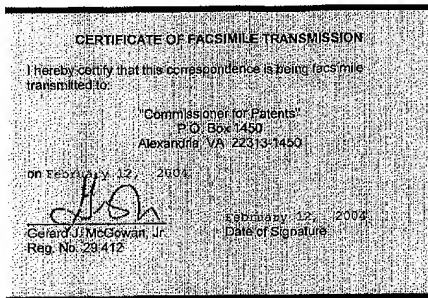 CERTIFICATE OF FACSIMILE TRANSMISSION
I hereby certify that this correspondence is being facsimile
transmitted to:
"Commissioner for Patents"
P.O. Box 1450
Alexandria, VA 22313-1450
on February 12, 2004
February 12, 2004
Gerard J. McGowan, Jr.
Date of Signature
Reg. No. 29,412